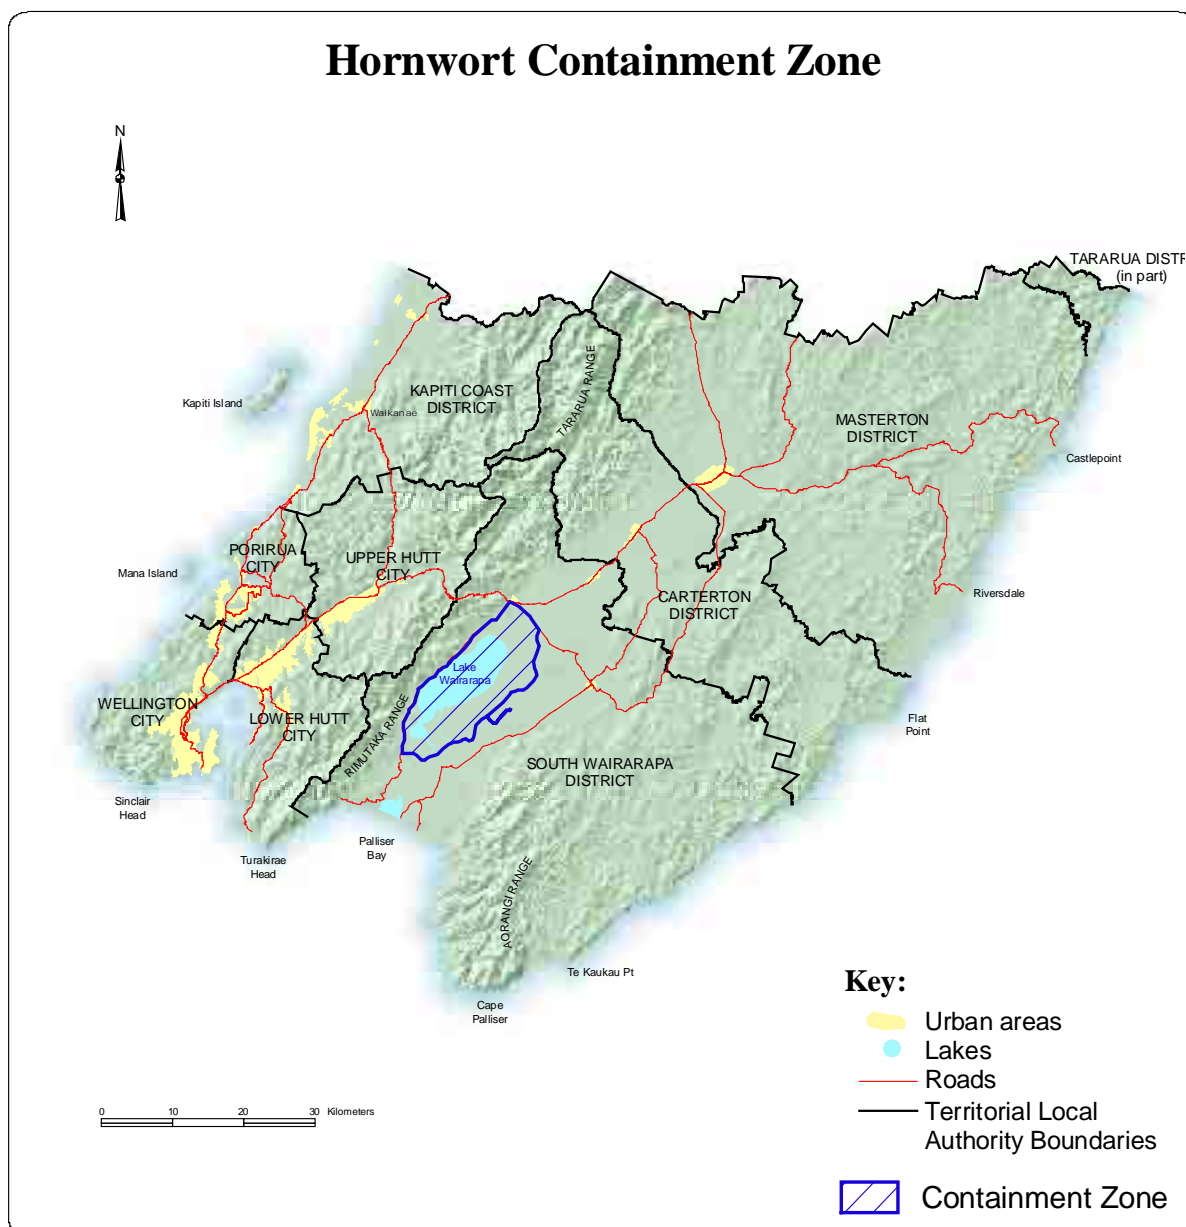 Hornwort Containment Zone
N
TARARUA DISTR
(in part)
TARARUA RANGE
KAPITI COAST
DISTRICT
Kapiti Island
Waikanae
MASTERTON
DISTRICT
Castlepoint
PORIRUA
CITY
UPPER HUTT
CITY
Mana Island
CARTERTON
DISTRICT
Riversdale
Lake
Wairarapa
WELLINGTON
CITY
LOWER HUTT
CITY
RIMUTAKA RANGE
Flat
Point
SOUTH WAIRARAPA
DISTRICT
Sinclair
Head
Palliser
Bay
Turakirae
Head
AORANGI RANGE
Te Kaukau Pt
Cape
Palliser
Key:
Urban areas
Lakes
Roads
Territorial Local
Authority Boundaries
Containment Zone
0 10 20 30 Kilometers